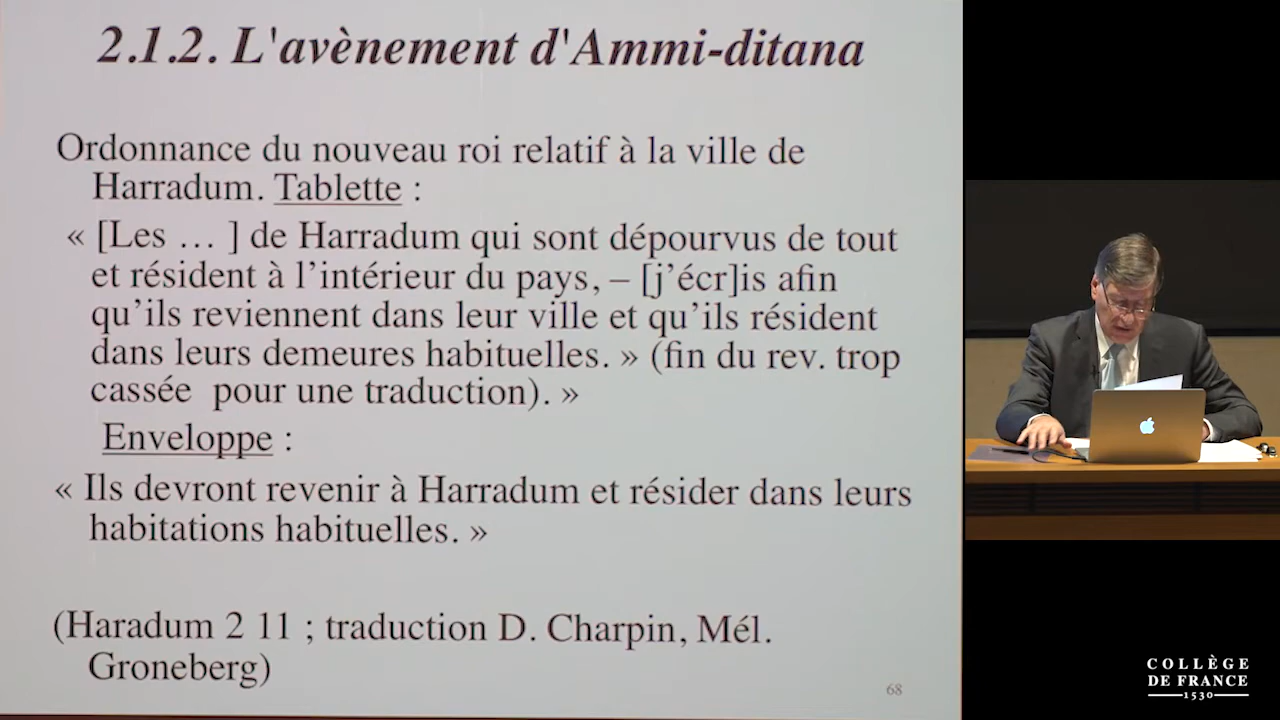 2.1.2. L'avènement d'Ammi-ditana
Ordonnance du nouveau roi relatif à la ville de
Harradum. Tablette :
« [Les … ] de Harradum qui sont dépourvus de tout
et résident à l’intérieur du pays, – [j’écr]is afin
qu’ils reviennent dans leur ville et qu’ils résident
dans leurs demeures habituelles. » (fin du rev. trop
cassée pour une traduction). »
Enveloppe :
« Ils devront revenir à Harradum et résider dans leurs
habitations habituelles. »
(Haradum 2 11 ; traduction D. Charpin, Mél.
Groneberg)
68
COLLÈGE
DE FRANCE
1530